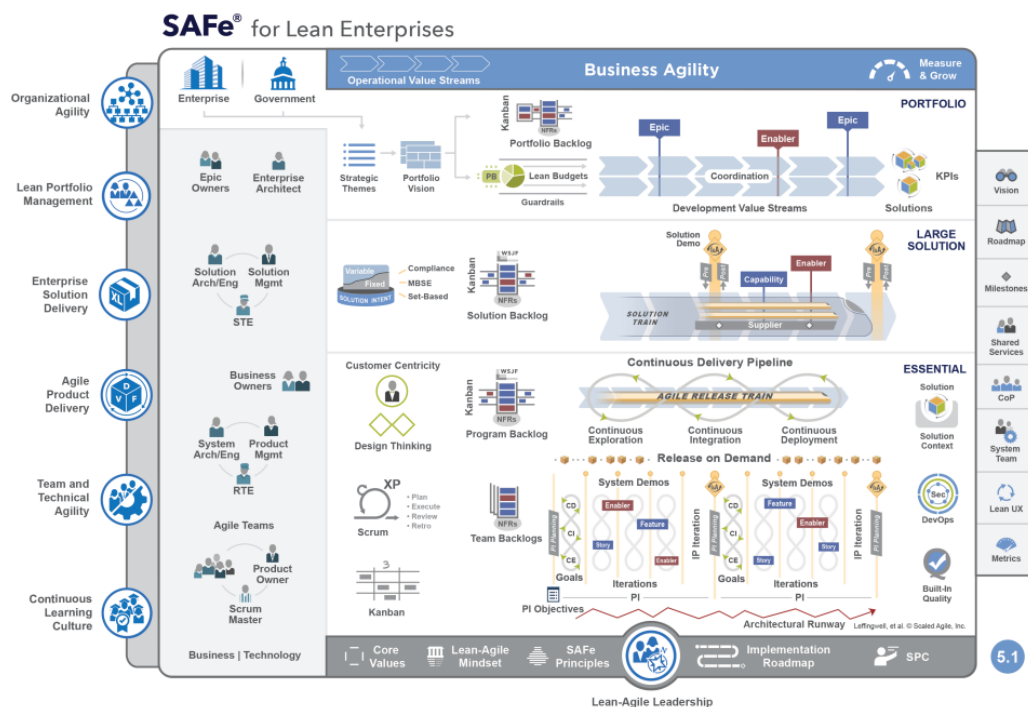 SAFe® for Lean Enterprises
Organizational
Agility
Lean Portfolio
Management
Enterprise
Solution
Delivery
Agile
Product
Delivery
Team and
Technical
Agility
Continuous
Learning
Culture
Enterprise
Government
Operational Value Streams
Business Agility
Measure
& Grow
PORTFOLIO
Epic
Owners
Enterprise
Architect
Strategic
Themes
Portfolio
Vision
Kanban
NFRs
Portfolio Backlog
PB
Lean Budgets
Guardrails
Epic
Enabler
Epic
Coordination
Development Value Streams
KPIs
Solutions
LARGE
SOLUTION
Solution
Arch/Eng
Solution
Mgmt
STE
Variable
Fixed
SOLUTION INTENT
Compliance
MBSE
Set-Based
WSJF
Kanban
NFRs
Solution Backlog
Solution
Demo
I&A
Pre
Post
Capability
Enabler
I&A
Pre
Post
SOLUTION
TRAIN
Supplier
ESSENTIAL
Business
Owners
System
Arch/Eng
Product
Mgmt
RTE
Agile Teams
Product
Owner
Scrum
Master
Business | Technology
Customer Centricity
Design Thinking
WSJF
Kanban
NFRs
Program Backlog
Continuous Delivery Pipeline
AGILE RELEASE TRAIN
Continuous
Exploration
Continuous
Integration
Continuous
Deployment
Solution
Solution
Context
Release on Demand
XP
Scrum
• Plan
• Execute
• Review
• Retro
NFRs
Team Backlogs
System Demos
PI Planning
CD
CI
CE
Goals
Enabler
Feature
Story
Enabler
Iterations
IP Iteration
I&A
PI Planning
System Demos
CD
CI
CE
Goals
Feature
Enabler
Story
Story
Iterations
IP Iteration
I&A
PI Planning
Sec
DevOps
Built-In
Quality
3
Kanban
PI
PI
PI Objectives
Architectural Runway
Leffingwell, et al. © Scaled Agile, Inc.
Core
Values
Lean-Agile
Mindset
SAFe
Principles
Implementation
Roadmap
SPC
Lean-Agile Leadership
XL
D
V
F
Vision
Roadmap
Milestones
Shared
Services
CoP
System
Team
Lean UX
Metrics
5.1